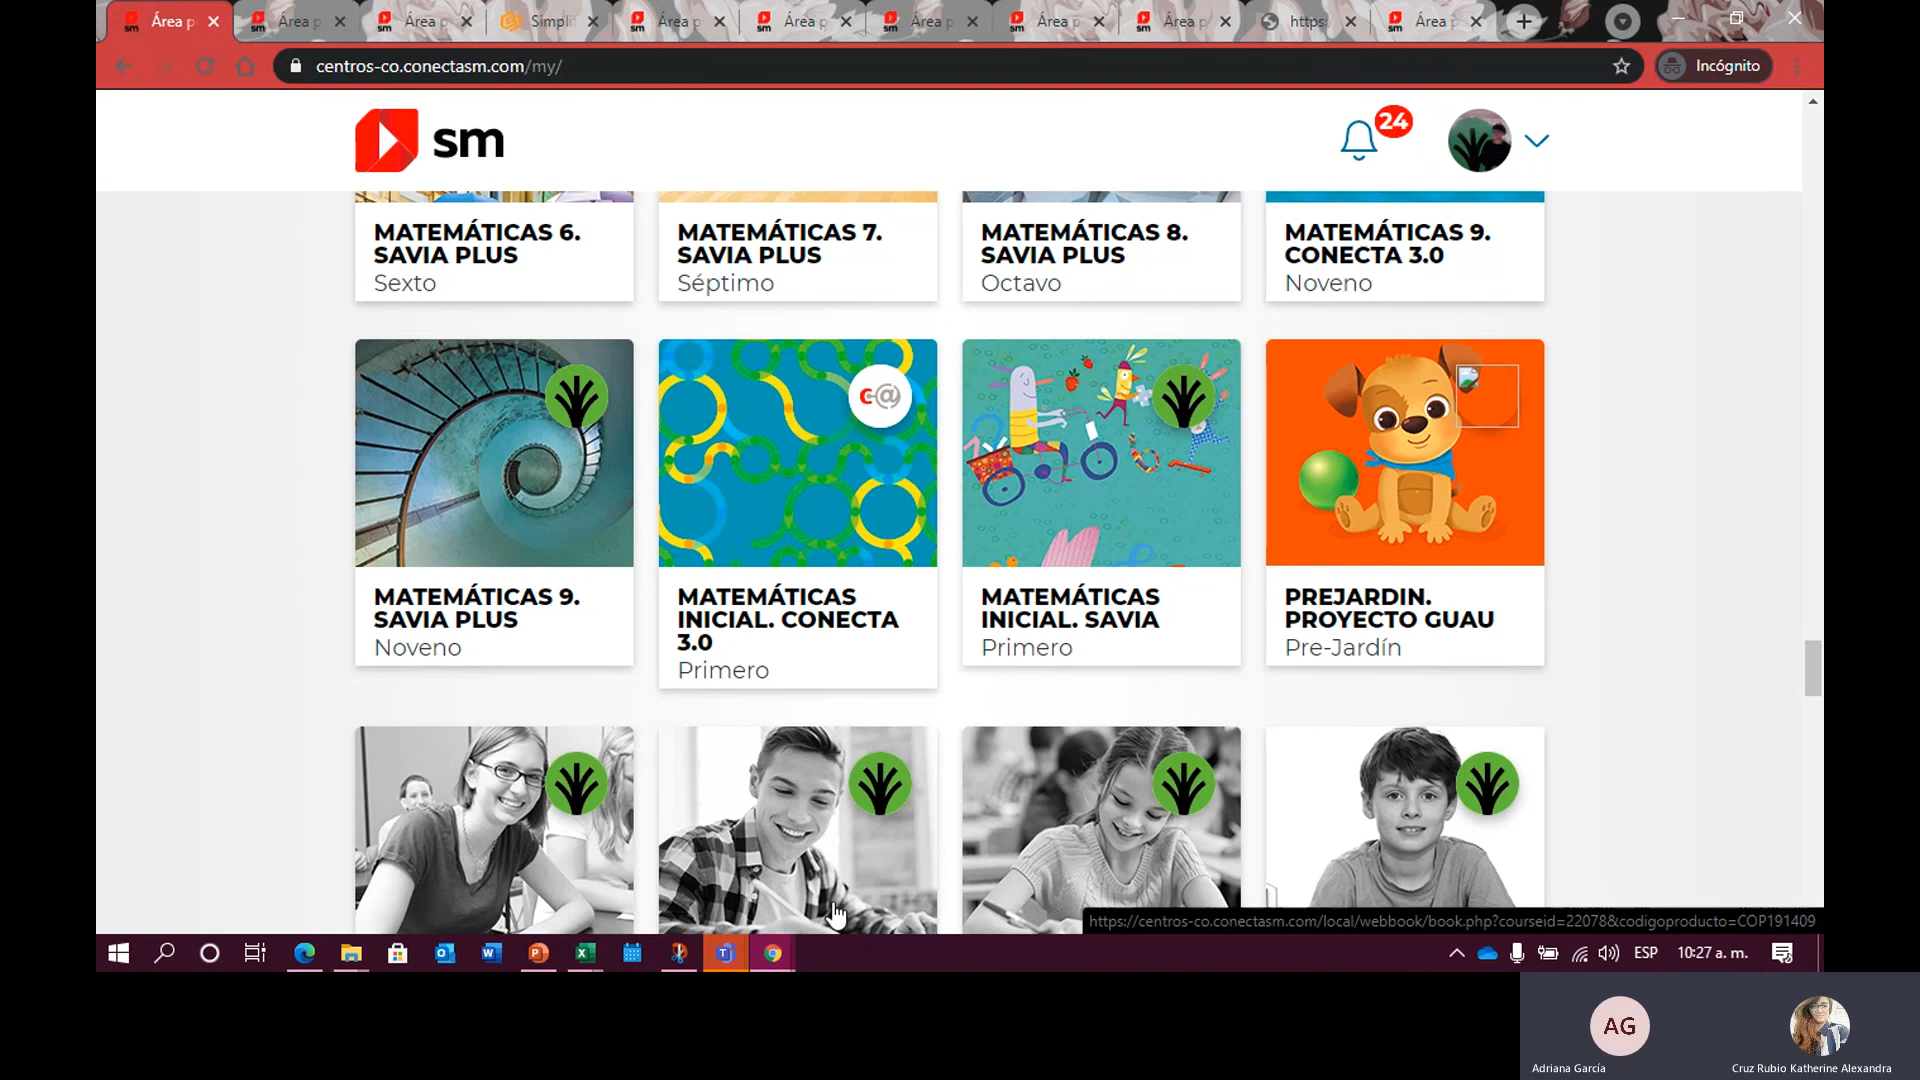 Área p
Área p
Área p
Simplif
Área p
Área p
Área p
Área p
Área p
https:
Área p
centros-co.conectasm.com/my/
Incógnito
sm
24
MATEMÁTICAS 6.
SAVIA PLUS
Sexto
MATEMÁTICAS 7.
SAVIA PLUS
Séptimo
MATEMÁTICAS 8.
SAVIA PLUS
Octavo
MATEMÁTICAS 9.
CONECTA 3.0
Noveno
c@
MATEMÁTICAS 9.
SAVIA PLUS
Noveno
MATEMÁTICAS
INICIAL. CONECTA
3.0
Primero
MATEMÁTICAS
INICIAL. SAVIA
Primero
PREJARDIN.
PROYECTO GUAU
Pre-Jardín
https://centros-co.conectasm.com/local/webbook/book.php?courseid=22078&codigoproducto=COP191409
ESP
10:27 a. m.
AG
Adriana García
Cruz Rubio Katherine Alexandra